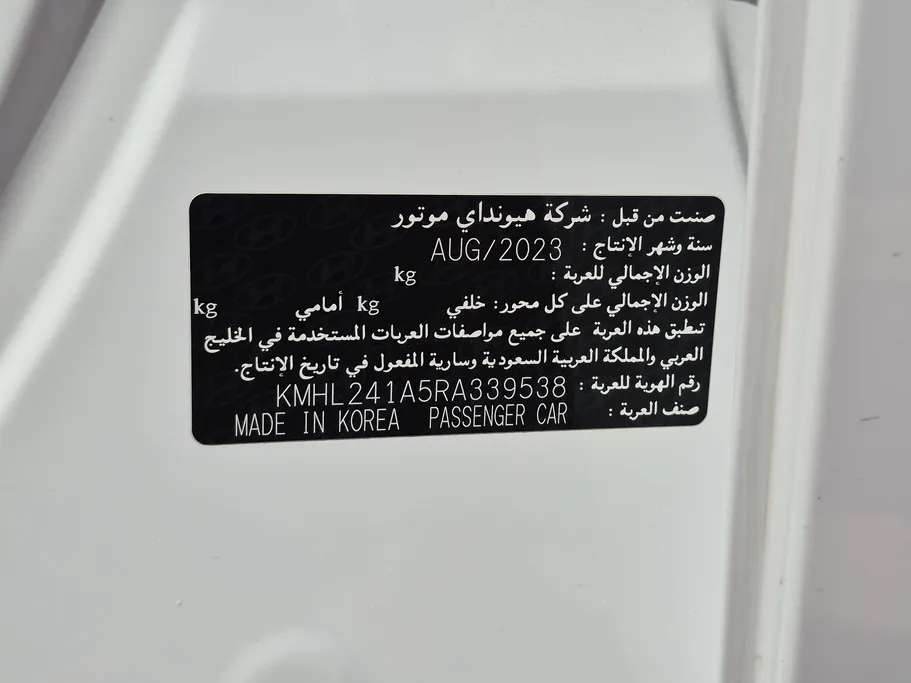 صنعت من قبل : شركة هيونداي موتور
سنة وشهر الإنتاج : AUG/2023
الوزن الإجمالي للعربة : kg
الوزن الإجمالي على كل محور: خلفي kg أمامي kg
تنطبق هذه العربة على جميع مواصفات العربات المستخدمة في الخليج
العربي والمملكة العربية السعودية وسارية المفعول في تاريخ الإنتاج.
رقم الهوية للعربة : KMHL241A5RA339538
صنف العربة : MADE IN KOREA PASSENGER CAR